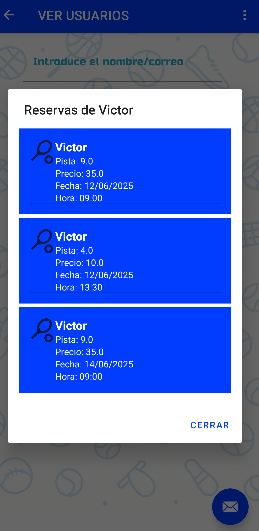 VER USUARIOS
Introduce el nombre/correo
Reservas de Victor
Victor
Pista: 9.0
Precio: 35.0
Fecha: 12/06/2025
Hora: 09:00
Victor
Pista: 4.0
Precio: 10.0
Fecha: 12/06/2025
Hora: 13:30
Victor
Pista: 9.0
Precio: 35.0
Fecha: 14/06/2025
Hora: 09:00
CERRAR